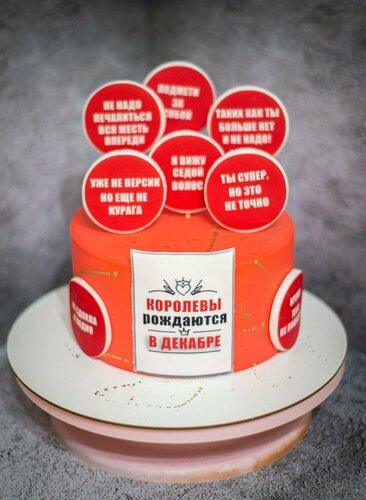 ПОДМЕТИ
ЗА
СОБОЙ
НЕ НАДО
ПЕЧАЛИТЬСЯ
ВСЯ ЖЕСТЬ
ВПЕРЕДИ
ТАКИХ КАК ТЫ
БОЛЬШЕ НЕТ
И НЕ НАДО!
Я ВИЖУ
СЕДОЙ
ВОЛОС
УЖЕ НЕ ПЕРСИК
НО ЕЩЕ НЕ
КУРАГА
ТЫ СУПЕР,
НО ЭТО
НЕ ТОЧНО
КОРОЛЕВЫ
РОЖДАЮТСЯ
В ДЕКАБРЕ